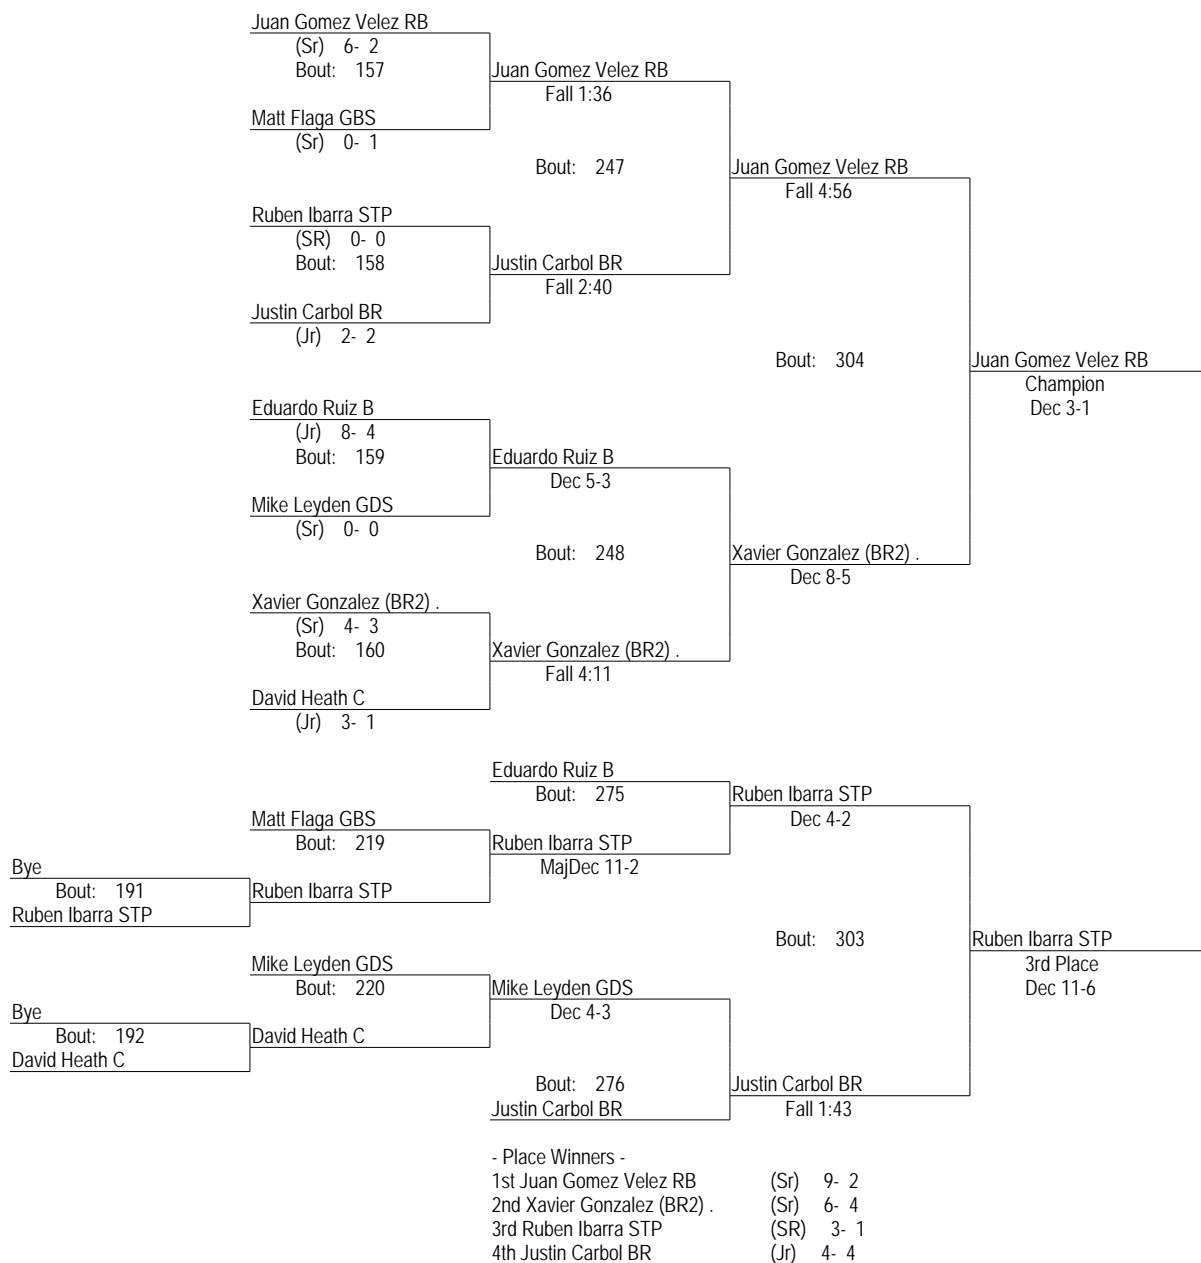 Juan Gomez Velez RB
(Sr) 6- 2
Bout: 157
Juan Gomez Velez RB
Fall 1:36
Matt Flaga GBS
(Sr) 0- 1
Bout: 247
Juan Gomez Velez RB
Fall 4:56
Ruben Ibarra STP
(SR) 0- 0
Bout: 158
Justin Carbol BR
Fall 2:40
Justin Carbol BR
(Jr) 2- 2
Bout: 304
Juan Gomez Velez RB
Champion
Dec 3-1
Eduardo Ruiz B
(Jr) 8- 4
Bout: 159
Eduardo Ruiz B
Dec 5-3
Mike Leyden GDS
(Sr) 0- 0
Bout: 248
Xavier Gonzalez (BR2) .
Dec 8-5
Xavier Gonzalez (BR2) .
(Sr) 4- 3
Bout: 160
Xavier Gonzalez (BR2) .
Fall 4:11
David Heath C
(Jr) 3- 1
Eduardo Ruiz B
Bout: 275
Ruben Ibarra STP
Dec 4-2
Matt Flaga GBS
Bout: 219
Ruben Ibarra STP
MajDec 11-2
Bye
Bout: 191
Ruben Ibarra STP
Ruben Ibarra STP
Bout: 303
Ruben Ibarra STP
3rd Place
Dec 11-6
Mike Leyden GDS
Bout: 220
Mike Leyden GDS
Dec 4-3
Bye
Bout: 192
David Heath C
David Heath C
Bout: 276
Justin Carbol BR
Justin Carbol BR
Fall 1:43
- Place Winners -
1st Juan Gomez Velez RB (Sr) 9- 2
2nd Xavier Gonzalez (BR2) . (Sr) 6- 4
3rd Ruben Ibarra STP (SR) 3- 1
4th Justin Carbol BR (Jr) 4- 4